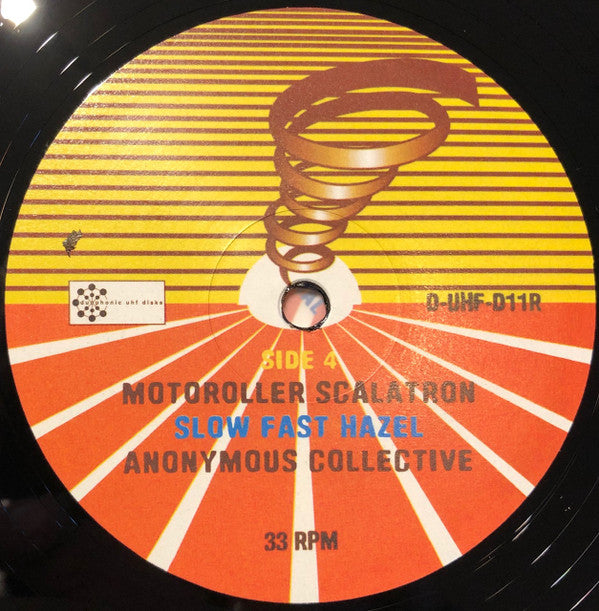 duophonic uhf disks
D-UHF-D11R
SIDE 4
MOTOROLLER SCALATRON
SLOW FAST HAZEL
ANONYMOUS COLLECTIVE
33 RPM